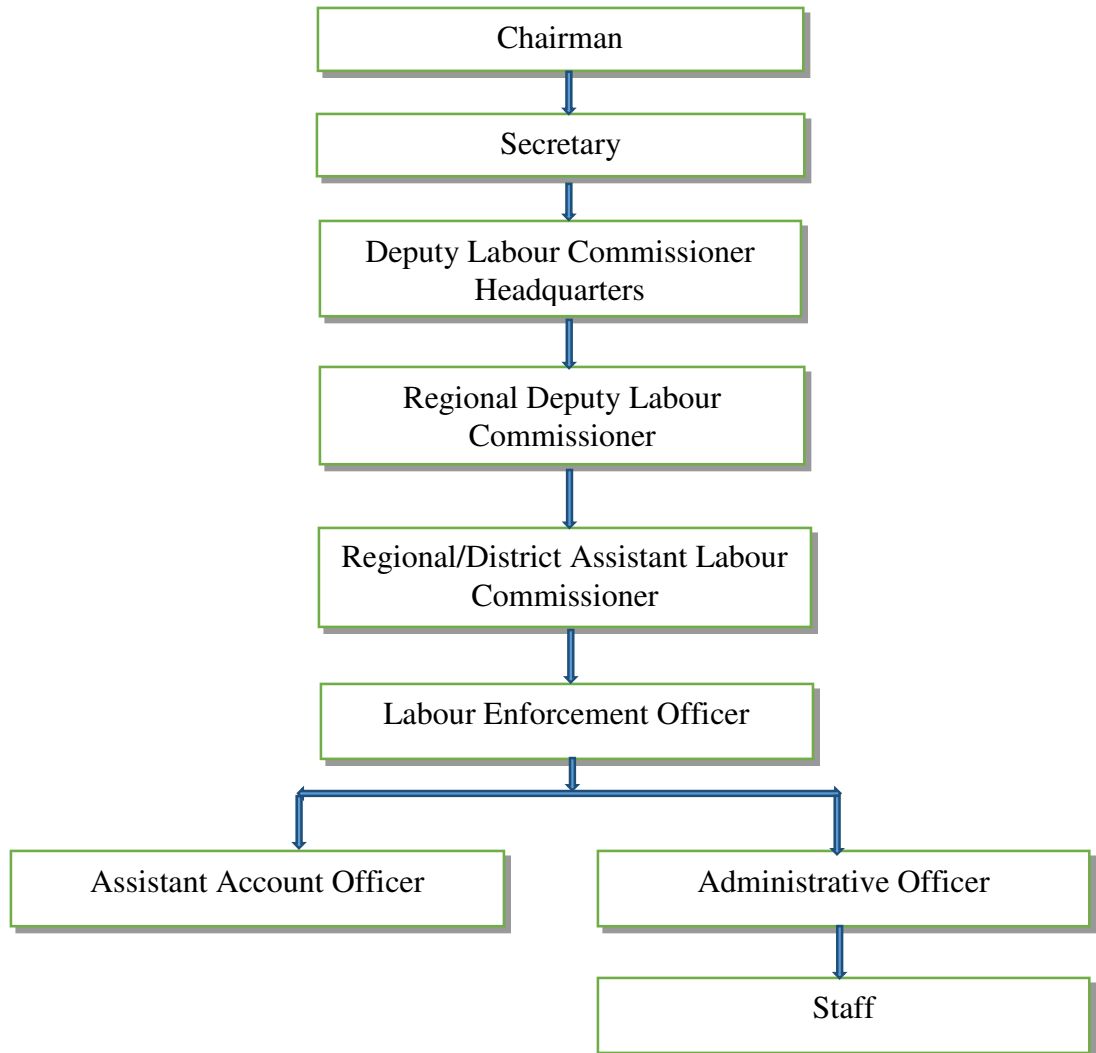 Chairman
Secretary
Deputy Labour Commissioner
Headquarters
Regional Deputy Labour
Commissioner
Regional/District Assistant Labour
Commissioner
Labour Enforcement Officer
Assistant Account Officer
Administrative Officer
Staff